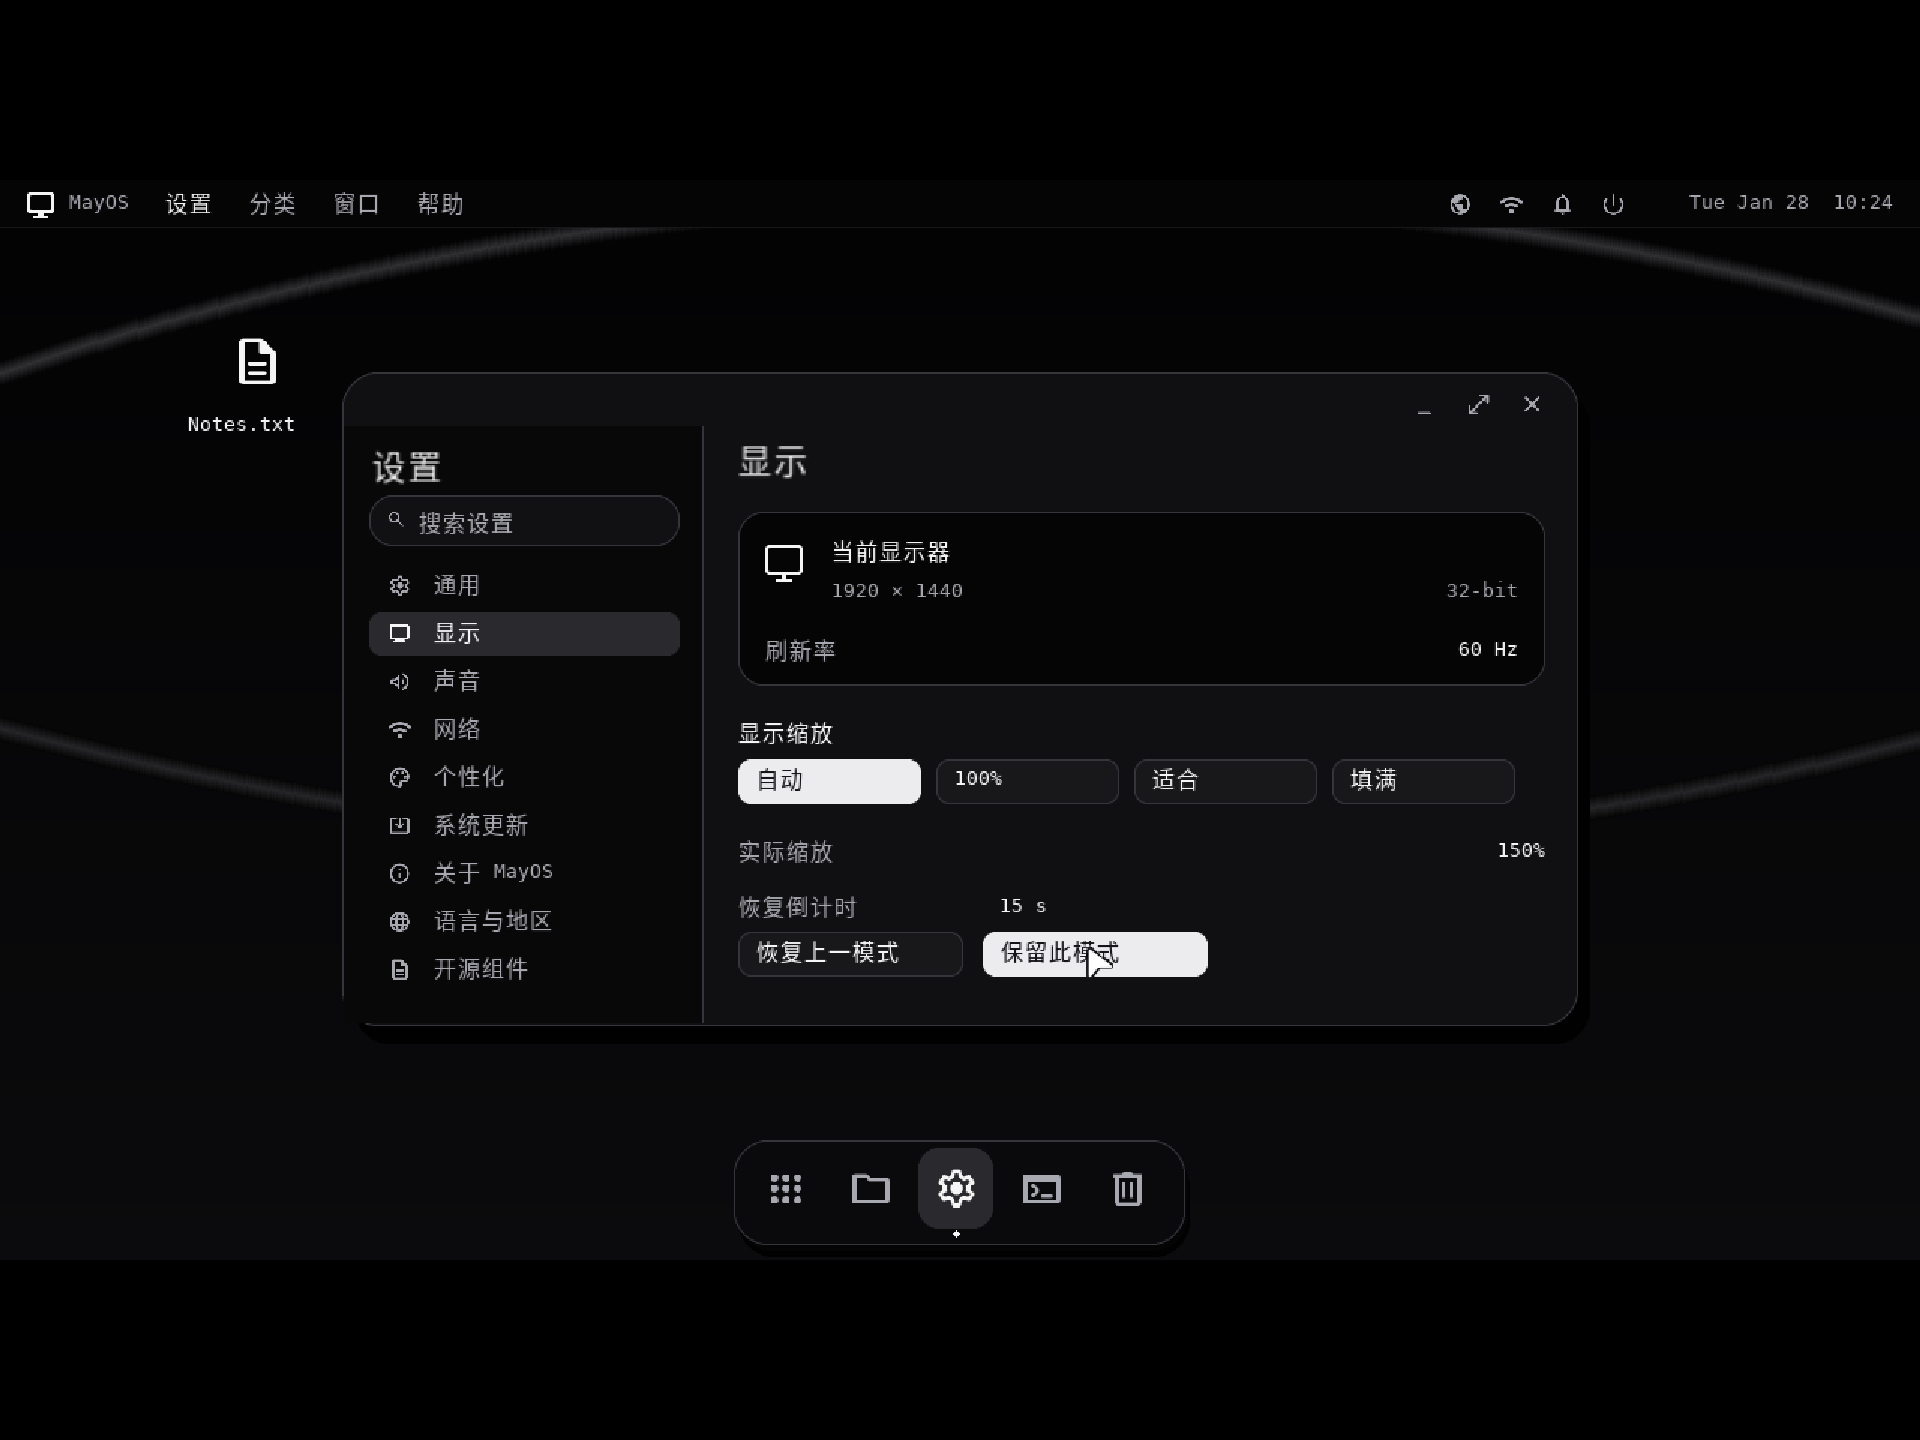 MayOS 设置 分类 窗口 帮助 Tue Jan 28 10:24
Notes.txt
设置
搜索设置
通用
显示
声音
网络
个性化
系统更新
关于 MayOS
语言与地区
开源组件
显示
当前显示器
1920 × 1440 32-bit
刷新率 60 Hz
显示缩放
自动 100% 适合 填满
实际缩放 150%
恢复倒计时 15 s
恢复上一模式 保留此模式